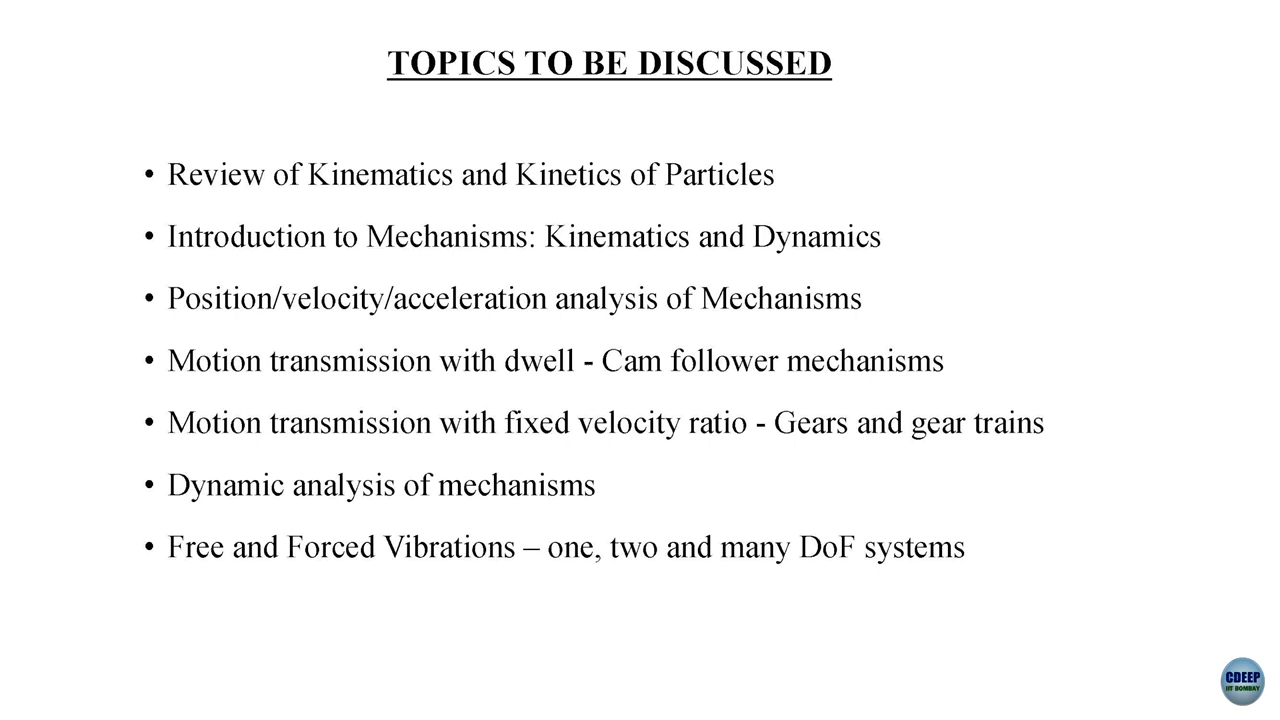 TOPICS TO BE DISCUSSED
• Review of Kinematics and Kinetics of Particles
• Introduction to Mechanisms: Kinematics and Dynamics
• Position/velocity/acceleration analysis of Mechanisms
• Motion transmission with dwell - Cam follower mechanisms
• Motion transmission with fixed velocity ratio - Gears and gear trains
• Dynamic analysis of mechanisms
• Free and Forced Vibrations – one, two and many DoF systems
CDEEP
IIT BOMBAY